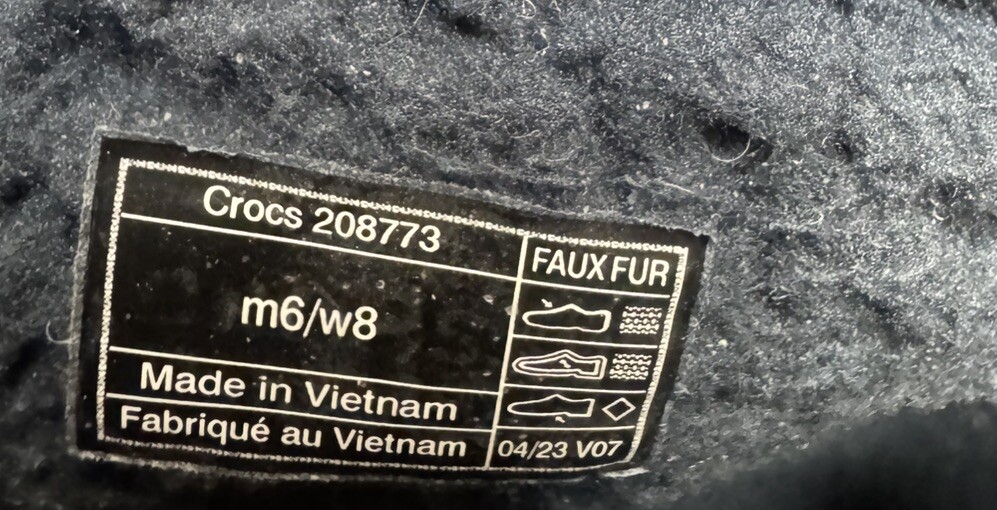 Crocs 208773
FAUX FUR
m6/w8
Made in Vietnam
Fabriqué au Vietnam
04/23 V07